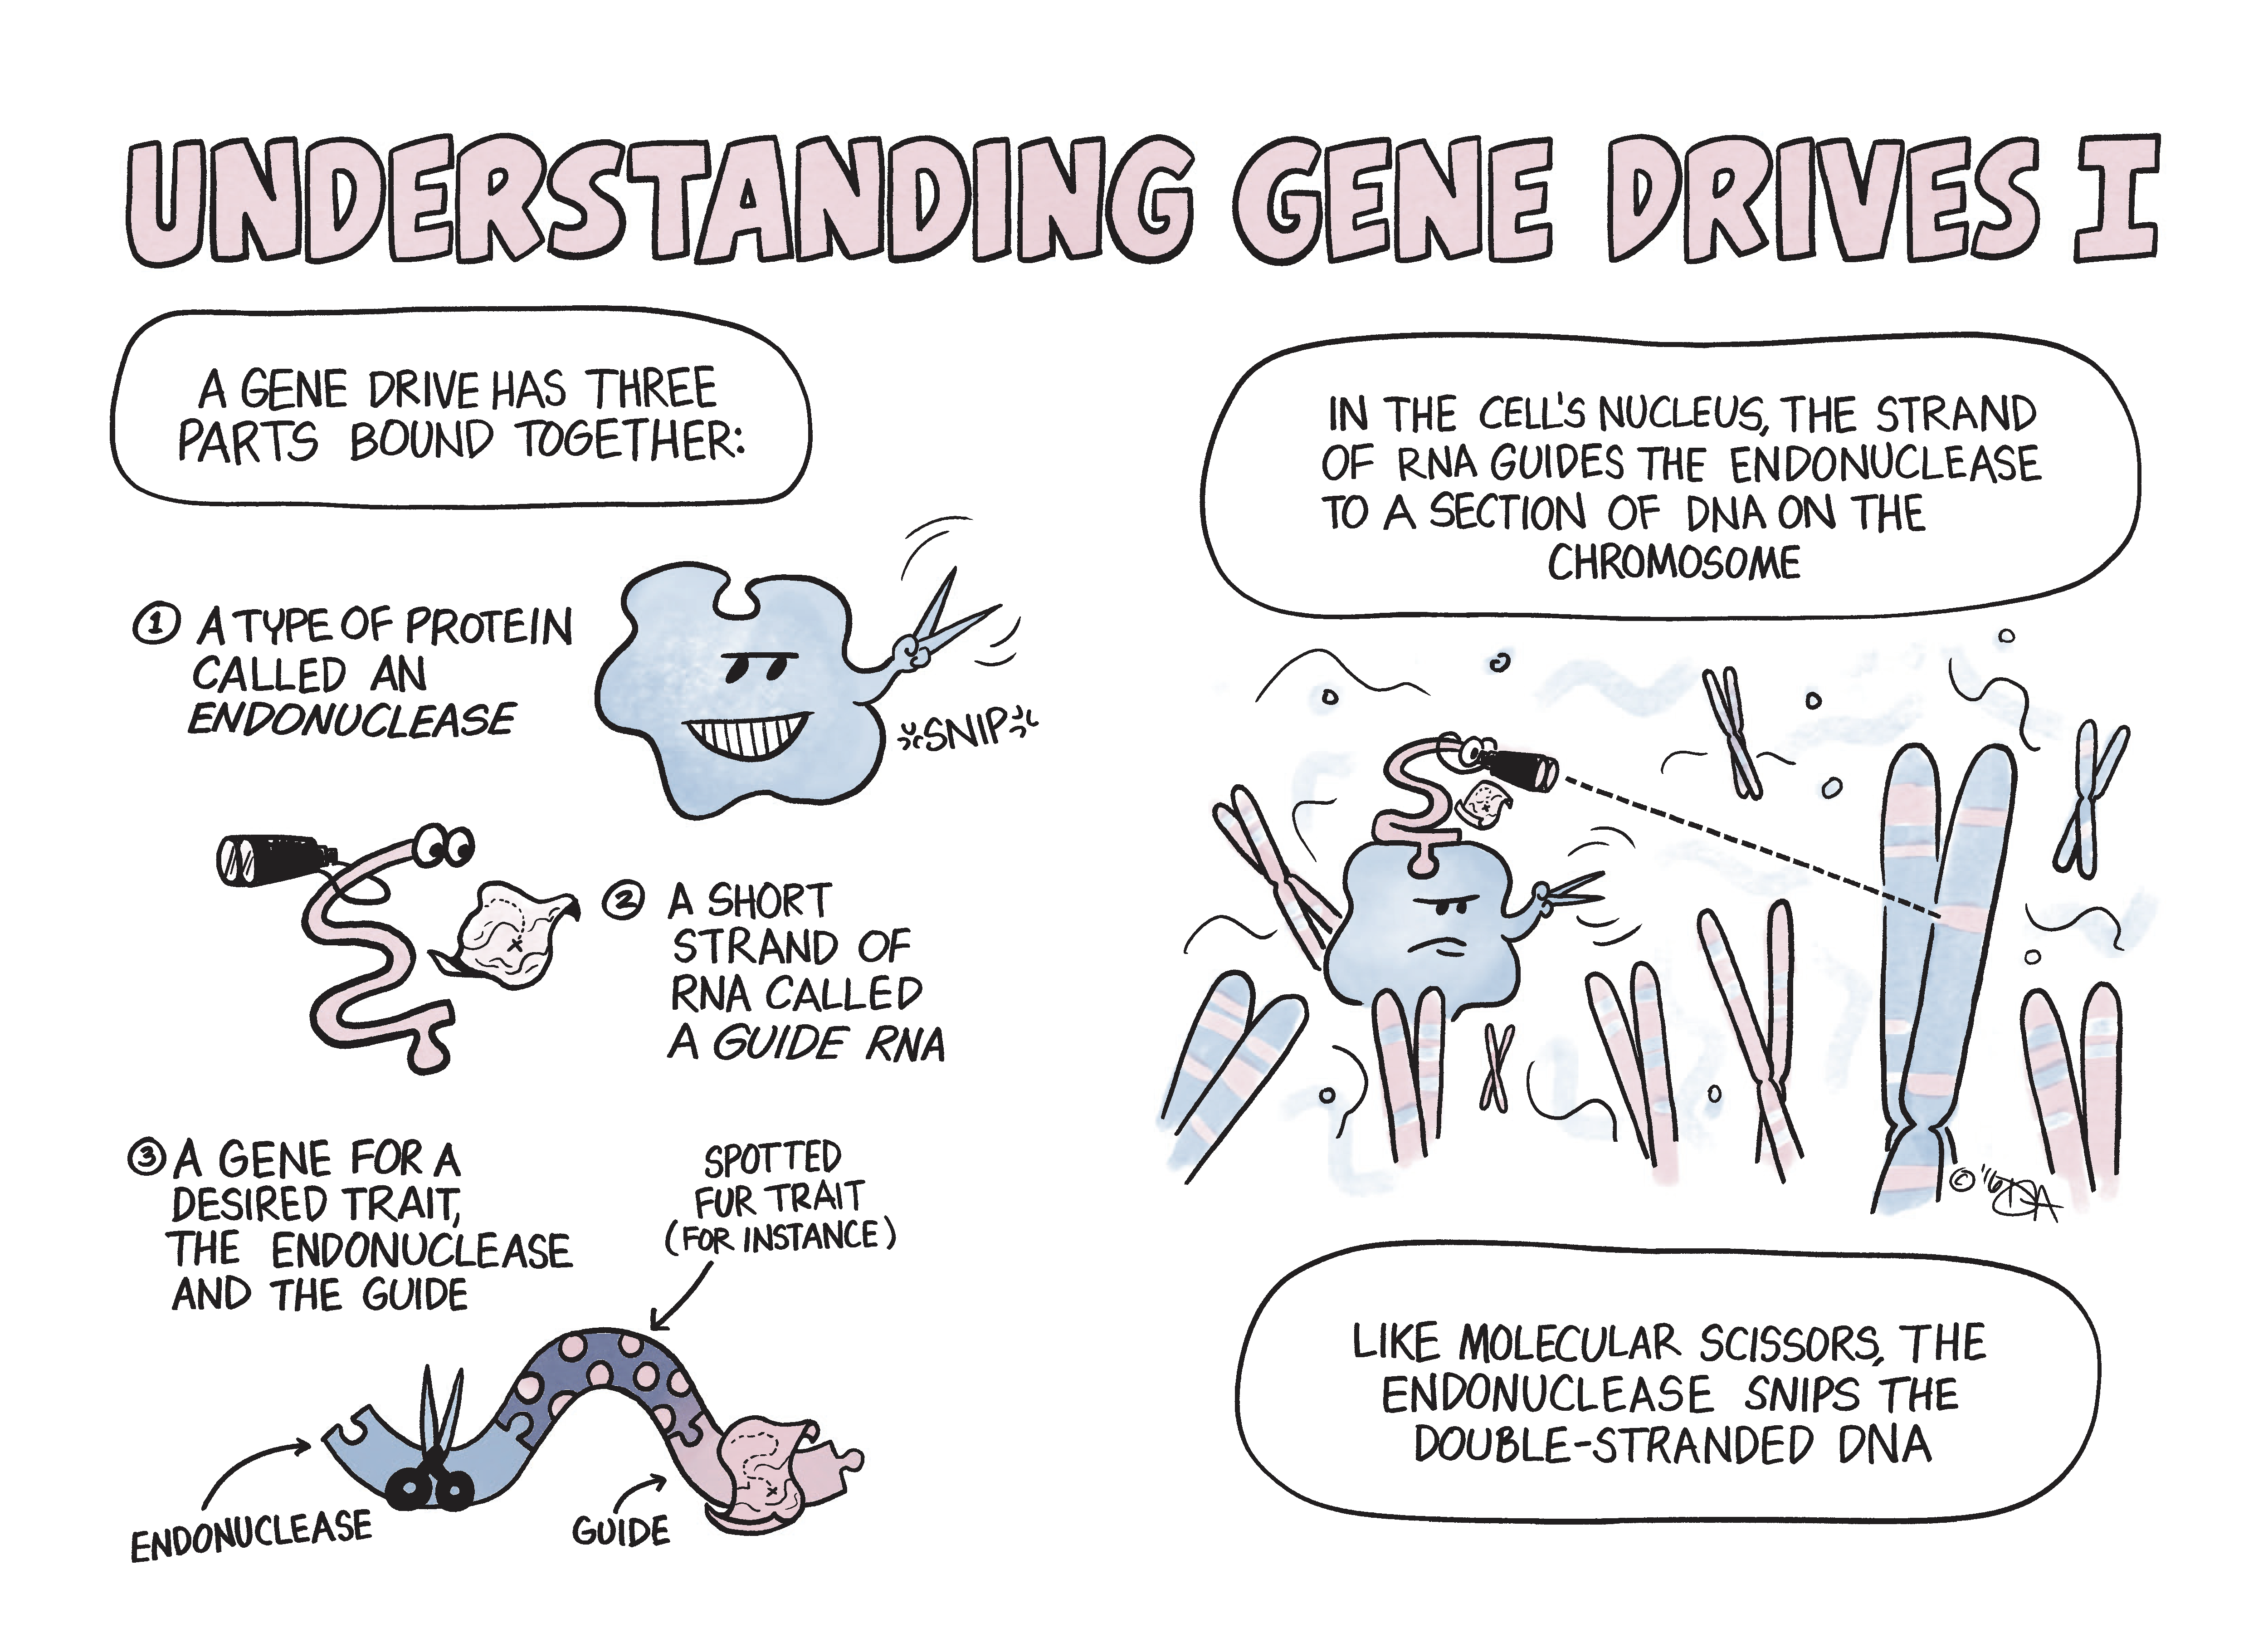 UNDERSTANDING GENE DRIVES I
A GENE DRIVE HAS THREE
PARTS BOUND TOGETHER:
① A TYPE OF PROTEIN
CALLED AN
ENDONUCLEASE
SNIP
② A SHORT
STRAND OF
RNA CALLED
A GUIDE RNA
③ A GENE FOR A
DESIRED TRAIT,
THE ENDONUCLEASE
AND THE GUIDE
SPOTTED
FUR TRAIT
(FOR INSTANCE)
ENDONUCLEASE
GUIDE
IN THE CELL'S NUCLEUS, THE STRAND
OF RNA GUIDES THE ENDONUCLEASE
TO A SECTION OF DNA ON THE
CHROMOSOME
© '16
LIKE MOLECULAR SCISSORS, THE
ENDONUCLEASE SNIPS THE
DOUBLE-STRANDED DNA